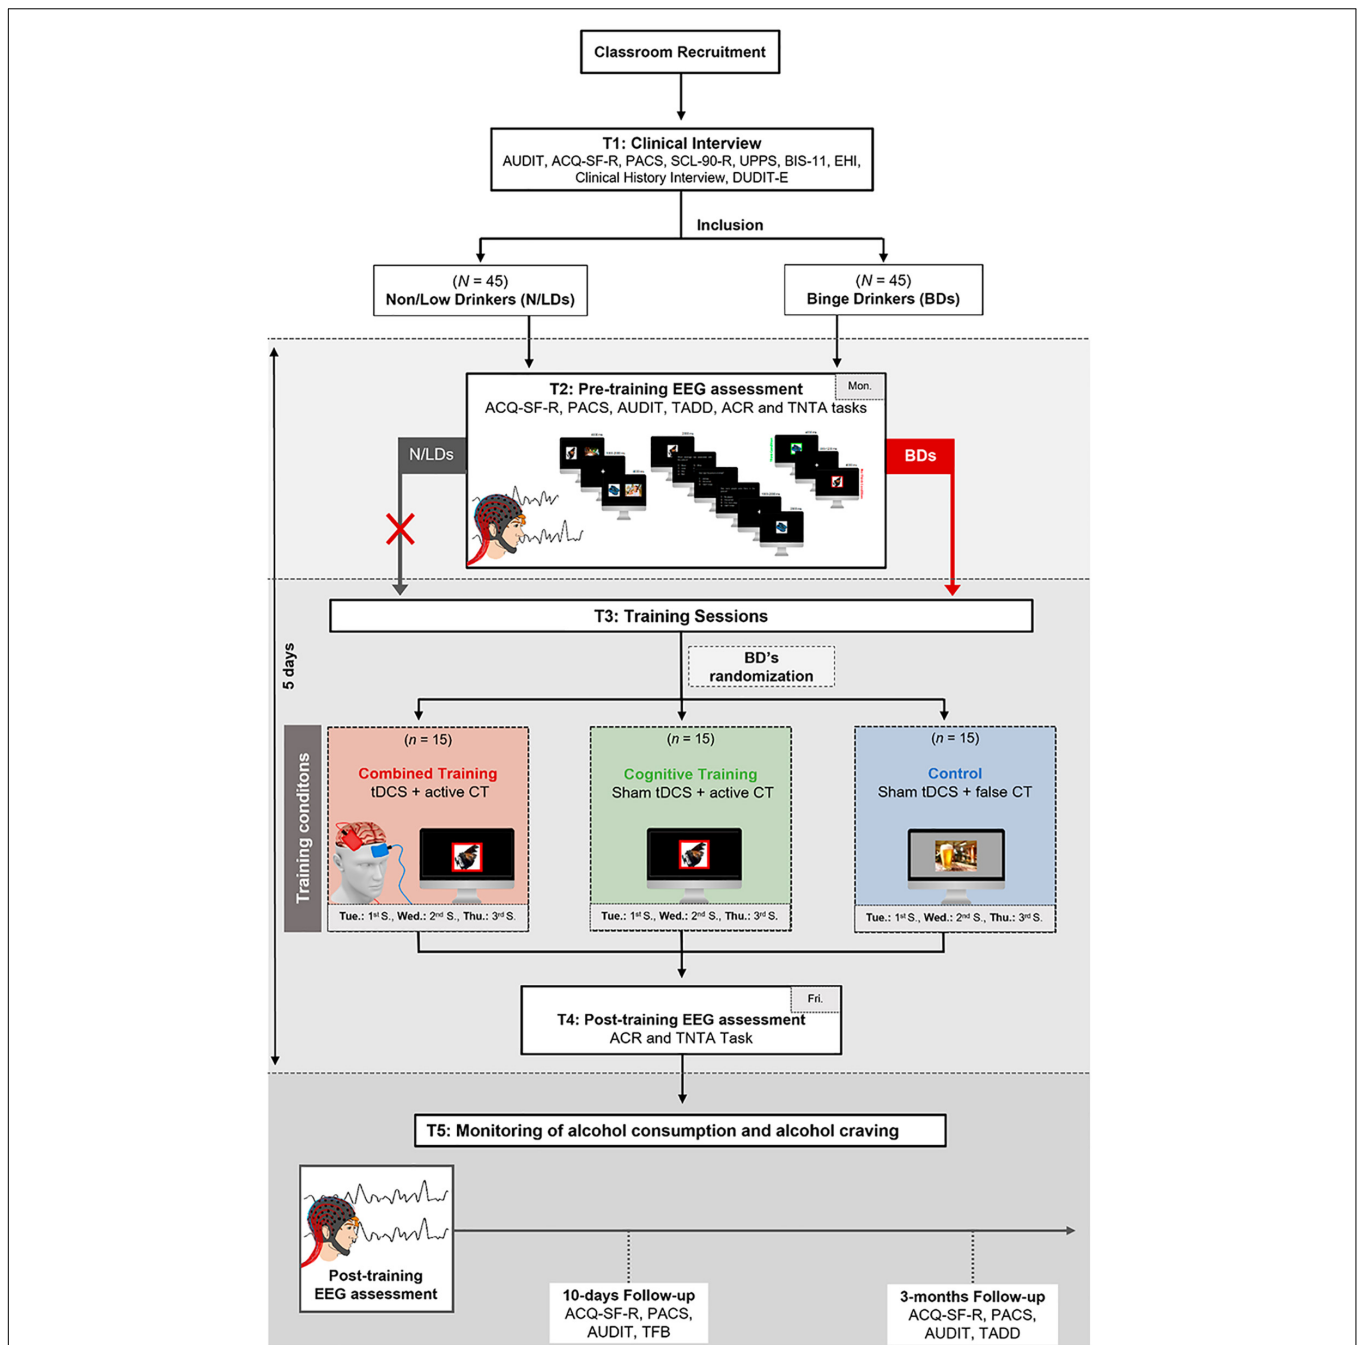 Classroom Recruitment
T1: Clinical Interview
AUDIT, ACQ-SF-R, PACS, SCL-90-R, UPPS, BIS-11, EHI,
Clinical History Interview, DUDIT-E
Inclusion
(N = 45)
Non/Low Drinkers (N/LDs)
(N = 45)
Binge Drinkers (BDs)
T2: Pre-training EEG assessment
Mon.
ACQ-SF-R, PACS, AUDIT, TADD, ACR and TNTA tasks
N/LDs
BDs
T3: Training Sessions
BD's
randomization
5 days
Training conditons
(n = 15)
Combined Training
tDCS + active CT
Tue.: 1st S., Wed.: 2nd S., Thu.: 3rd S.
(n = 15)
Cognitive Training
Sham tDCS + active CT
Tue.: 1st S., Wed.: 2nd S., Thu.: 3rd S.
(n = 15)
Control
Sham tDCS + false CT
Tue.: 1st S., Wed.: 2nd S., Thu.: 3rd S.
Fri.
T4: Post-training EEG assessment
ACR and TNTA Task
T5: Monitoring of alcohol consumption and alcohol craving
Post-training
EEG assessment
10-days Follow-up
ACQ-SF-R, PACS,
AUDIT, TFB
3-months Follow-up
ACQ-SF-R, PACS,
AUDIT, TADD